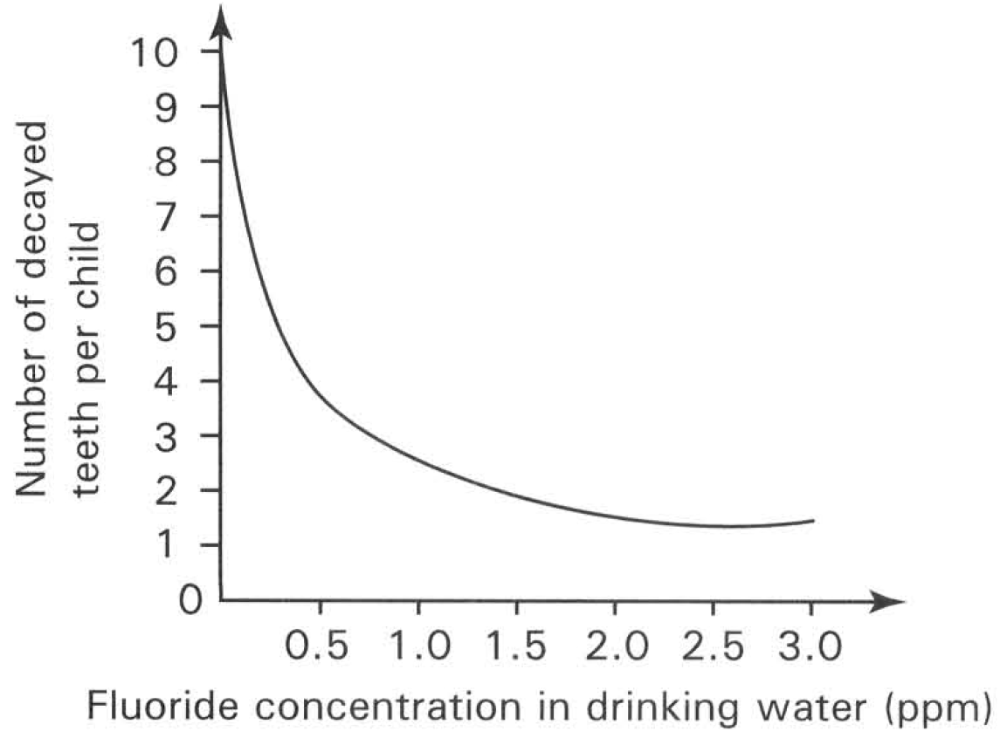 Number of decayed
teeth per child
10
9
8
7
6
5
4
3
2
1
0
0.5 1.0 1.5 2.0 2.5 3.0
Fluoride concentration in drinking water (ppm)